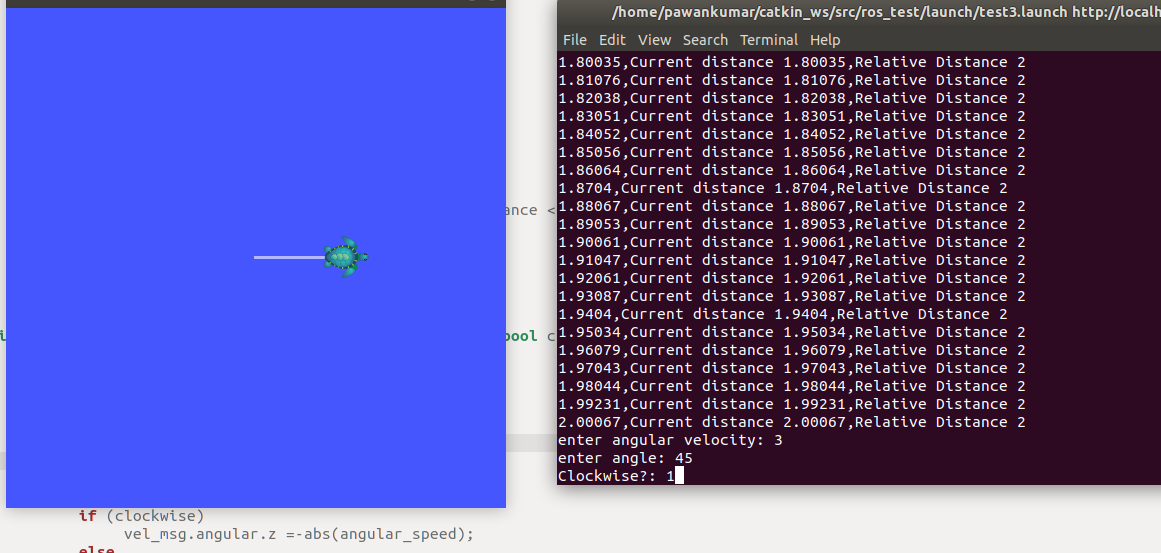 /home/pawankumar/catkin_ws/src/ros_test/launch/test3.launch http://localh
File Edit View Search Terminal Help
1.80035,Current distance 1.80035,Relative Distance 2
1.81076,Current distance 1.81076,Relative Distance 2
1.82038,Current distance 1.82038,Relative Distance 2
1.83051,Current distance 1.83051,Relative Distance 2
1.84052,Current distance 1.84052,Relative Distance 2
1.85056,Current distance 1.85056,Relative Distance 2
1.86064,Current distance 1.86064,Relative Distance 2
1.8704,Current distance 1.8704,Relative Distance 2
1.88067,Current distance 1.88067,Relative Distance 2
1.89053,Current distance 1.89053,Relative Distance 2
1.90061,Current distance 1.90061,Relative Distance 2
1.91047,Current distance 1.91047,Relative Distance 2
1.92061,Current distance 1.92061,Relative Distance 2
1.93087,Current distance 1.93087,Relative Distance 2
1.9404,Current distance 1.9404,Relative Distance 2
1.95034,Current distance 1.95034,Relative Distance 2
1.96079,Current distance 1.96079,Relative Distance 2
1.97043,Current distance 1.97043,Relative Distance 2
1.98044,Current distance 1.98044,Relative Distance 2
1.99231,Current distance 1.99231,Relative Distance 2
2.00067,Current distance 2.00067,Relative Distance 2
enter angular velocity: 3
enter angle: 45
Clockwise?: 1
ance <
bool c
if (clockwise)
vel_msg.angular.z =-abs(angular_speed);
else